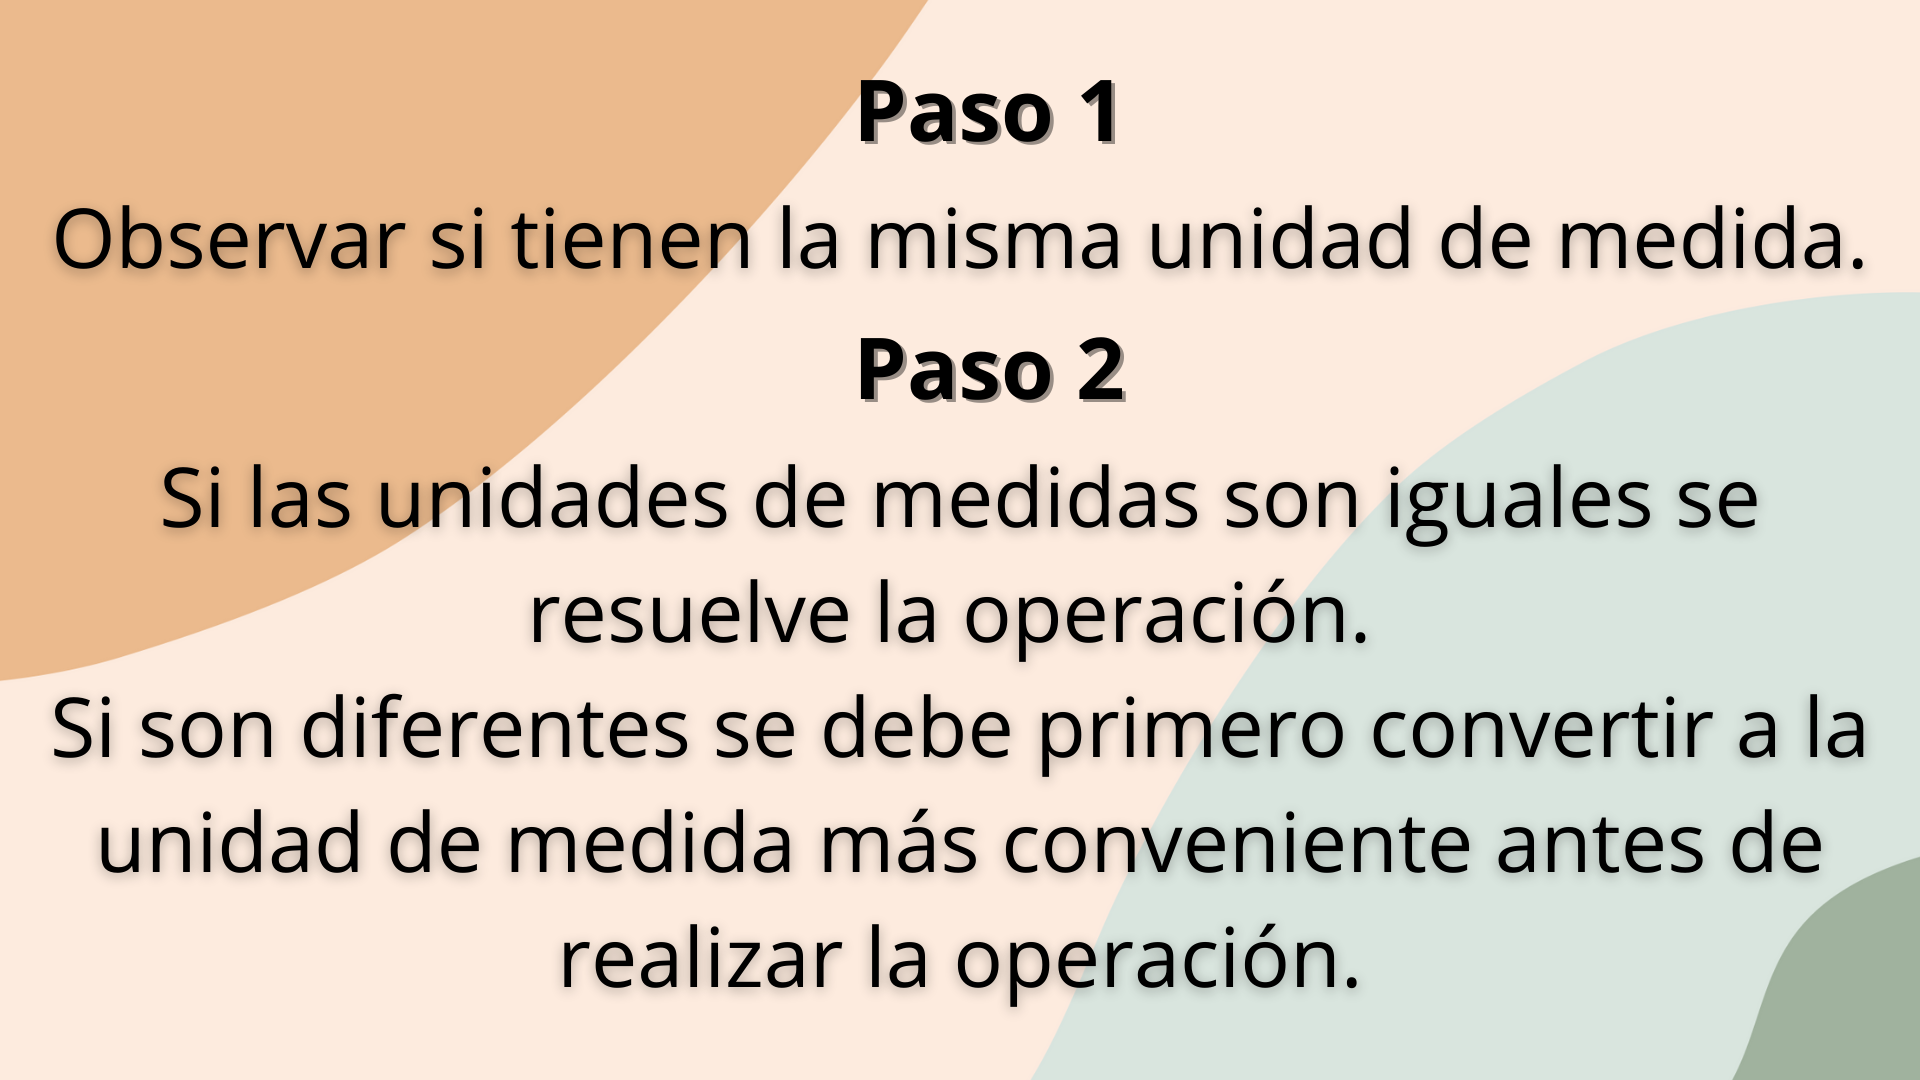 Paso 1
Observar si tienen la misma unidad de medida.
Paso 2
Si las unidades de medidas son iguales se
resuelve la operación.
Si son diferentes se debe primero convertir a la
unidad de medida más conveniente antes de
realizar la operación.